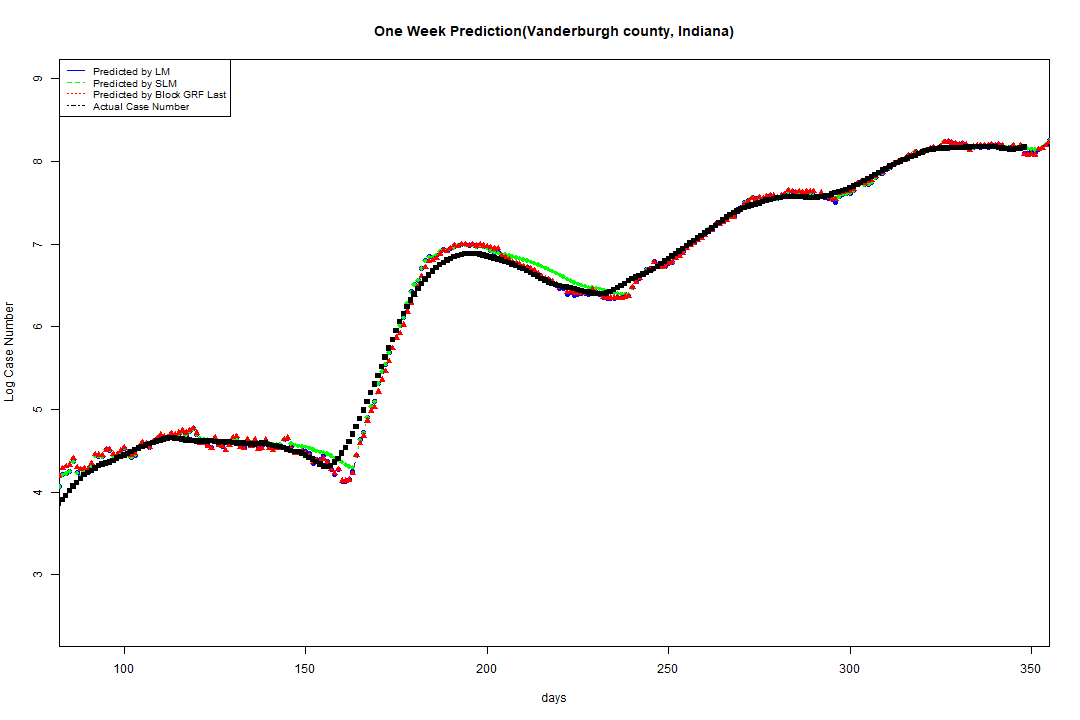 One Week Prediction(Vanderburgh county, Indiana)
Predicted by LM
Predicted by SLM
Predicted by Block GRF Last
Actual Case Number
9
8
7
6
5
4
3
Log Case Number
100 150 200 250 300 350
days